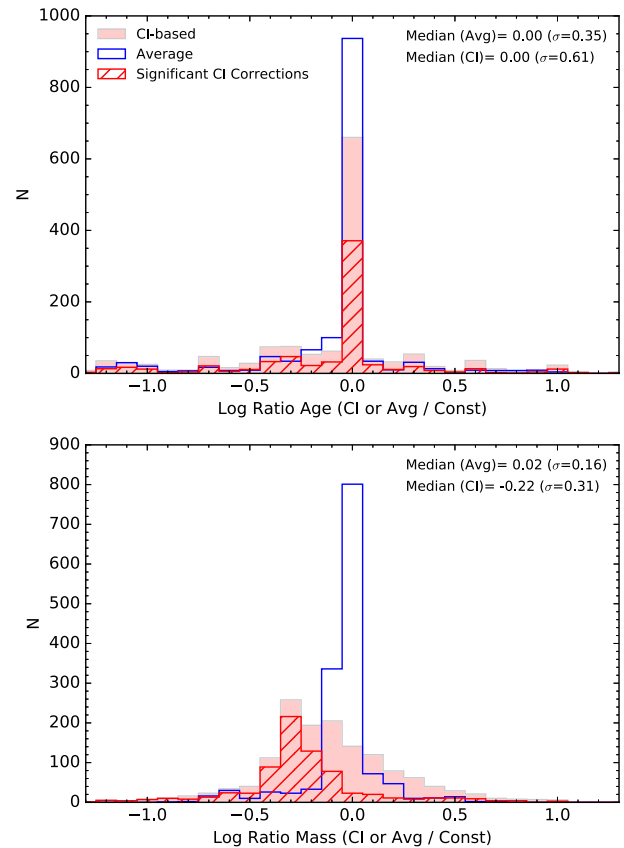 1000
800
600
400
200
0
N
CI-based
Average
Significant CI Corrections
Median (Avg)= 0.00 (σ=0.35)
Median (CI)= 0.00 (σ=0.61)
−1.0 −0.5 0.0 0.5 1.0
Log Ratio Age (CI or Avg / Const)
900
800
700
600
500
400
300
200
100
0
N
Median (Avg)= 0.02 (σ=0.16)
Median (CI)= -0.22 (σ=0.31)
−1.0 −0.5 0.0 0.5 1.0
Log Ratio Mass (CI or Avg / Const)